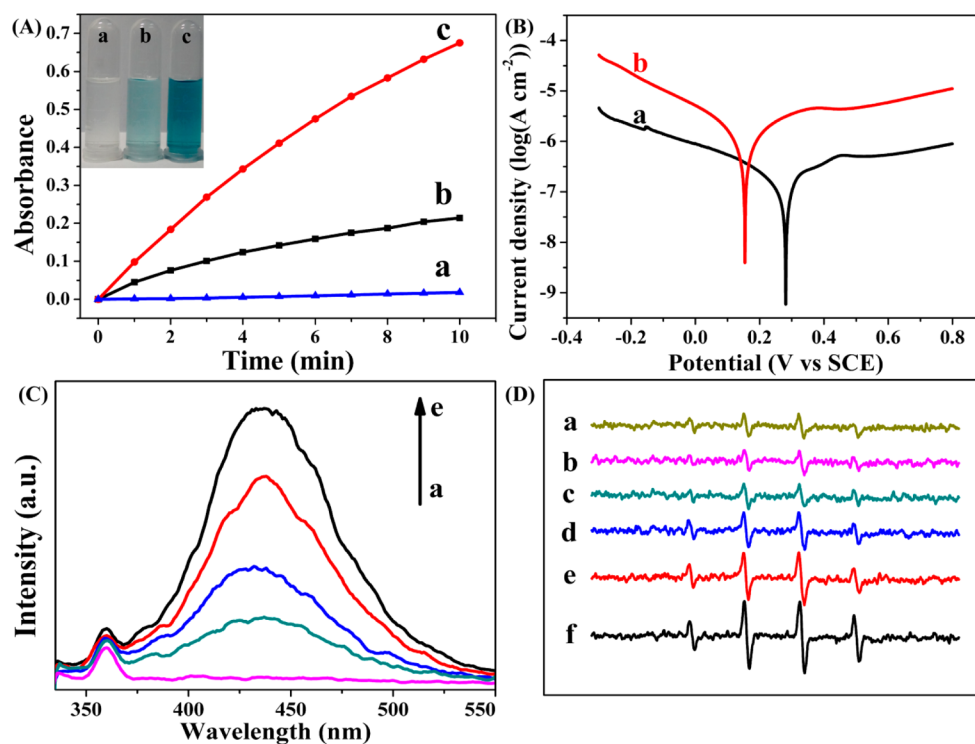 (A)
a b c
c
b
a
0.7
0.6
0.5
0.4
0.3
0.2
0.1
0.0
Absorbance
0 2 4 6 8 10
Time (min)
(B)
b
a
-4
-5
-6
-7
-8
-9
Current density (log(A cm-2)
-0.4 -0.2 0.0 0.2 0.4 0.6 0.8
Potential (V vs SCE)
(C)
e
a
Intensity (a.u.)
350 400 450 500 550
Wavelength (nm)
(D)
a
b
c
d
e
f